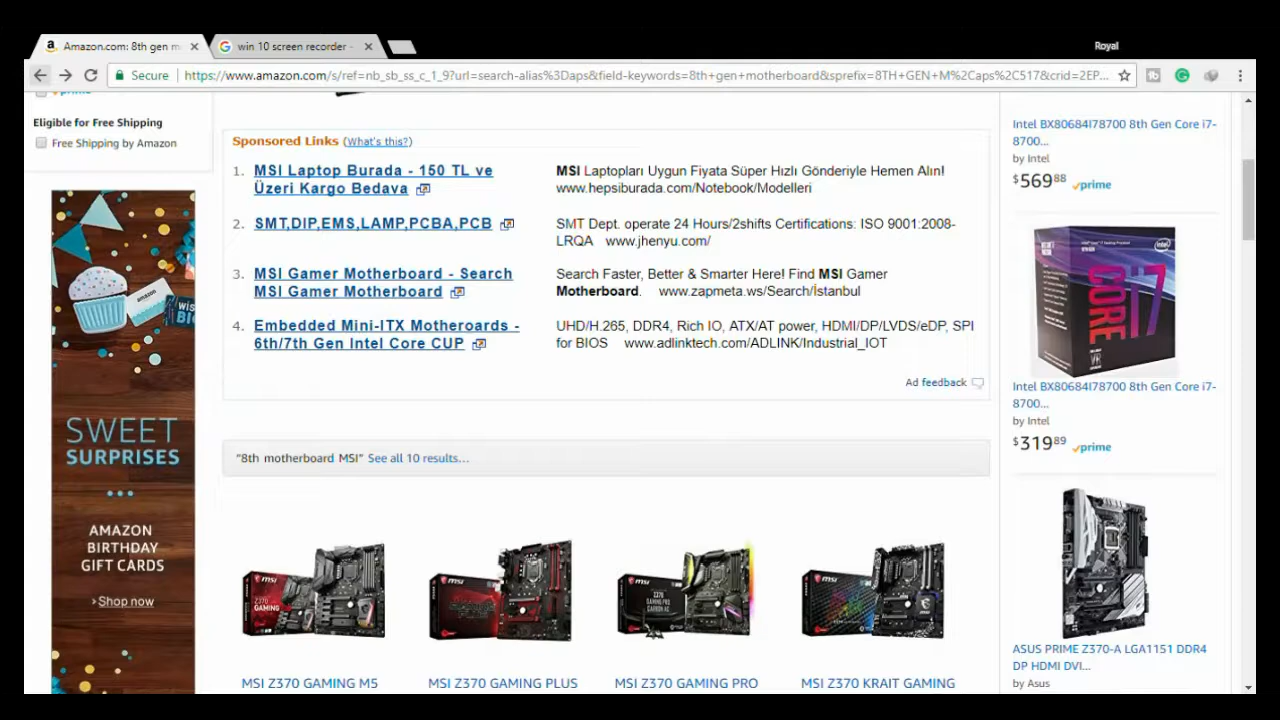 Amazon.com: 8th gen m
win 10 screen recorder -
Royal
Secure
https://www.amazon.com/s/ref=nb_sb_ss_c_1_9?url=search-alias%3Daps&field-keywords=8th+gen+motherboard&sprefix=8TH+GEN+M%2Caps%2C517&crid=2EP...
Eligible for Free Shipping
Free Shipping by Amazon
Sponsored Links (What's this?)
1. MSI Laptop Burada - 150 TL ve
Üzeri Kargo Bedava
MSI Laptopları Uygun Fiyata Süper Hızlı Gönderiyle Hemen Alın!
www.hepsiburada.com/Notebook/Modelleri
2. SMT,DIP,EMS,LAMP,PCBA,PCB
SMT Dept. operate 24 Hours/2shifts Certifications: ISO 9001:2008-
LRQA www.jhenyu.com/
3. MSI Gamer Motherboard - Search
MSI Gamer Motherboard
Search Faster, Better & Smarter Here! Find MSI Gamer
Motherboard. www.zapmeta.ws/Search/İstanbul
4. Embedded Mini-ITX Motheroards -
6th/7th Gen Intel Core CUP
UHD/H.265, DDR4, Rich IO, ATX/AT power, HDMI/DP/LVDS/eDP, SPI
for BIOS www.adlinktech.com/ADLINK/Industrial_IOT
Ad feedback
"8th motherboard MSI" See all 10 results...
MSI Z370 GAMING M5
MSI Z370 GAMING PLUS
MSI Z370 GAMING PRO
MSI Z370 KRAIT GAMING
amazon
SWEET
SURPRISES
AMAZON
BIRTHDAY
GIFT CARDS
Shop now
Intel BX80684I78700 8th Gen Core i7-
8700...
by Intel
$569 88 prime
CORE i7
Intel BX80684I78700 8th Gen Core i7-
8700...
by Intel
$319 89 prime
ASUS PRIME Z370-A LGA1151 DDR4
DP HDMI DVI...
by Asus